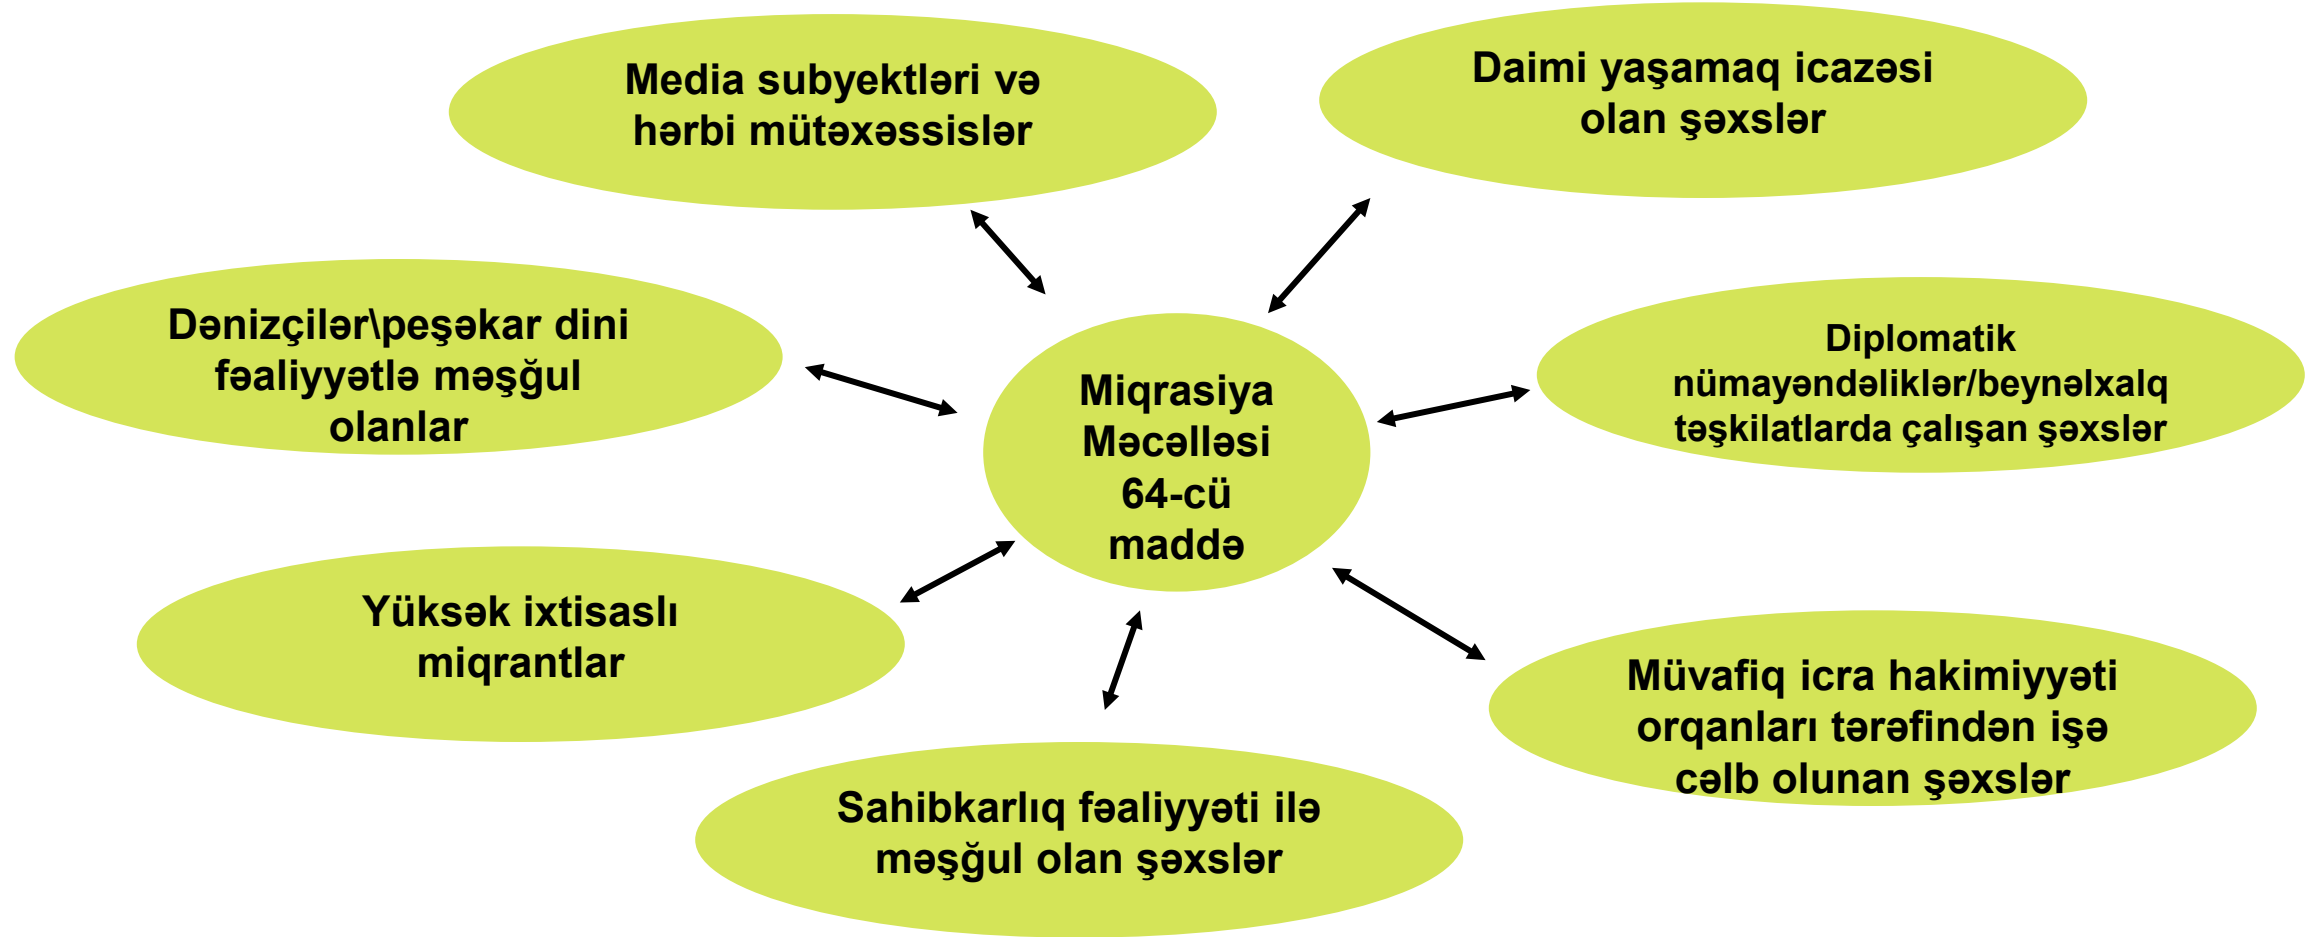 Media subyektləri və
hərbi mütəxəssislər
Daimi yaşamaq icazəsi
olan şəxslər
Dənizçilər\peşəkar dini
fəaliyyətlə məşğul
olanlar
Miqrasiya
Məcəlləsi
64-cü
maddə
Diplomatik
nümayəndəliklər/beynəlxalq
təşkilatlarda çalışan şəxslər
Yüksək ixtisaslı
miqrantlar
Müvafiq icra hakimiyyəti
orqanları tərəfindən işə
cəlb olunan şəxslər
Sahibkarlıq fəaliyyəti ilə
məşğul olan şəxslər